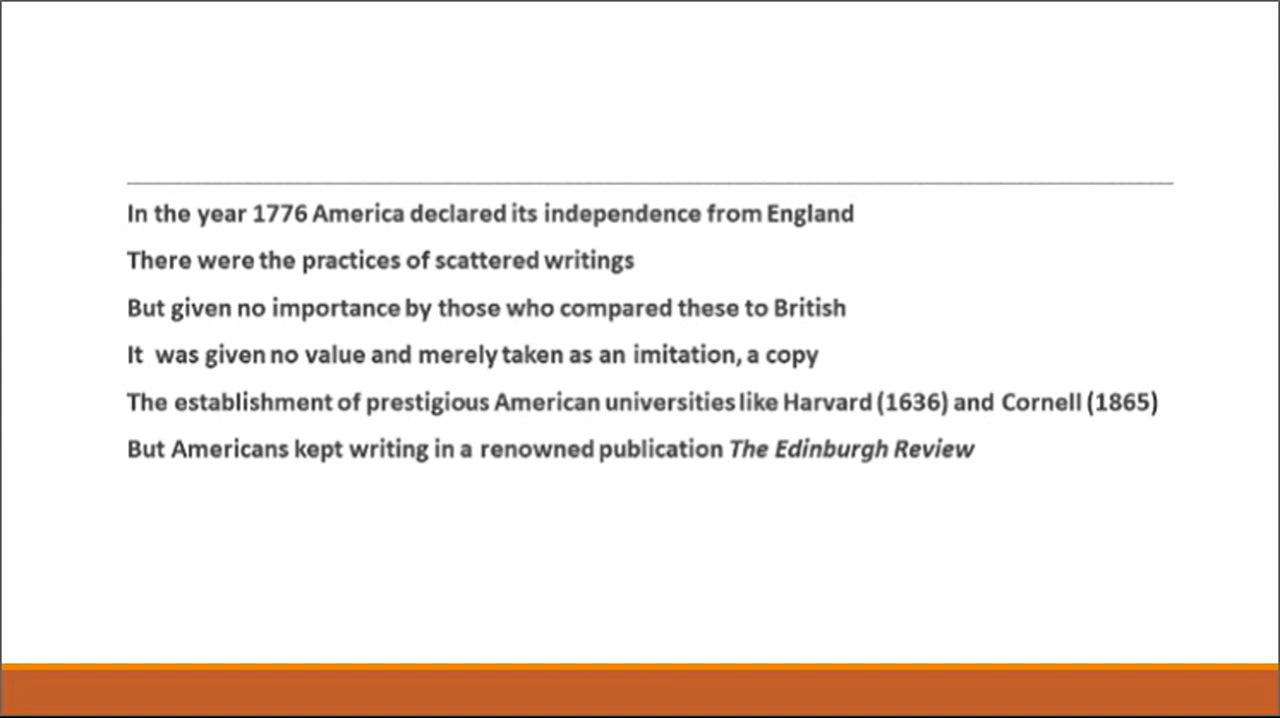 In the year 1776 America declared its independence from England
There were the practices of scattered writings
But given no importance by those who compared these to British
It was given no value and merely taken as an imitation, a copy
The establishment of prestigious American universities like Harvard (1636) and Cornell (1865)
But Americans kept writing in a renowned publication The Edinburgh Review